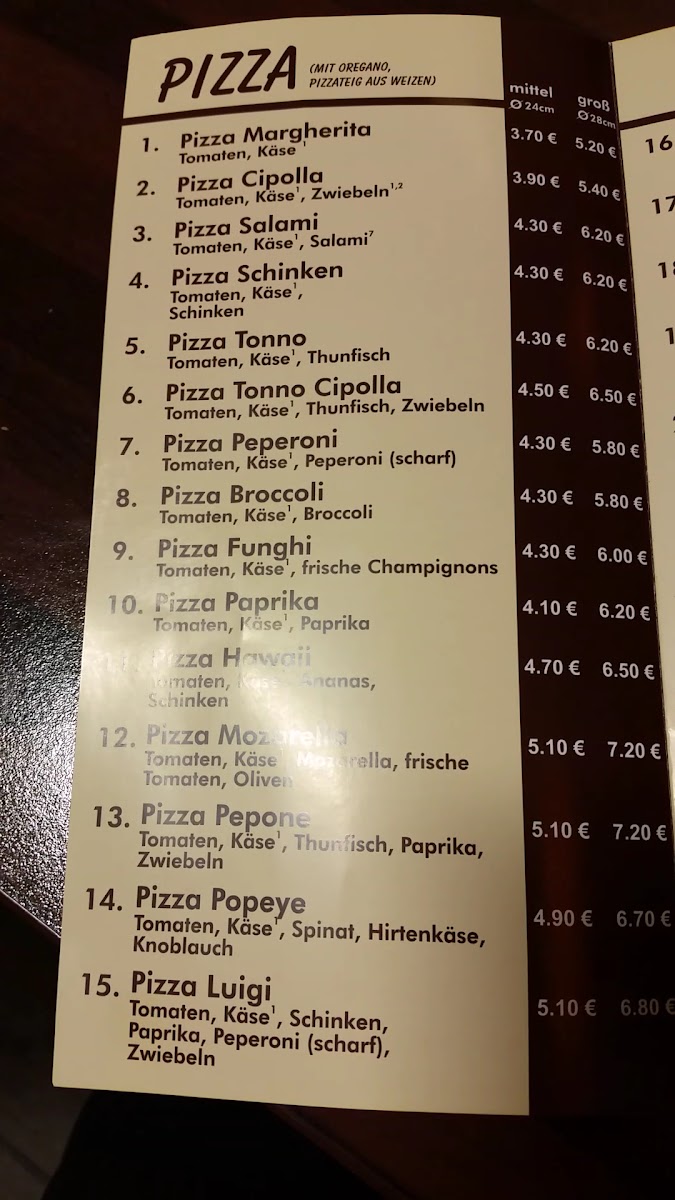 PIZZA (MIT OREGANO,
PIZZATEIG AUS WEIZEN)
mittel groß
Ø 24cm Ø 28cm
1. Pizza Margherita 3.70 € 5.20 €
Tomaten, Käse¹
2. Pizza Cipolla 3.90 € 5.40 €
Tomaten, Käse¹, Zwiebeln¹,²
3. Pizza Salami 4.30 € 6.20 €
Tomaten, Käse¹, Salami⁷
4. Pizza Schinken 4.30 € 6.20 €
Tomaten, Käse¹,
Schinken
5. Pizza Tonno 4.30 € 6.20 €
Tomaten, Käse¹, Thunfisch
6. Pizza Tonno Cipolla 4.50 € 6.50 €
Tomaten, Käse¹, Thunfisch, Zwiebeln
7. Pizza Peperoni 4.30 € 5.80 €
Tomaten, Käse¹, Peperoni (scharf)
8. Pizza Broccoli 4.30 € 5.80 €
Tomaten, Käse¹, Broccoli
9. Pizza Funghi 4.30 € 6.00 €
Tomaten, Käse¹, frische Champignons
10. Pizza Paprika 4.10 € 6.20 €
Tomaten, Käse¹, Paprika
11. Pizza Hawaii 4.70 € 6.50 €
Tomaten, Käse¹, Ananas,
Schinken
12. Pizza Mozarella 5.10 € 7.20 €
Tomaten, Käse¹, Mozarella, frische
Tomaten, Oliven
13. Pizza Pepone 5.10 € 7.20 €
Tomaten, Käse¹, Thunfisch, Paprika,
Zwiebeln
14. Pizza Popeye 4.90 € 6.70 €
Tomaten, Käse¹, Spinat, Hirtenkäse,
Knoblauch
15. Pizza Luigi 5.10 € 6.80 €
Tomaten, Käse¹, Schinken,
Paprika, Peperoni (scharf),
Zwiebeln
16
17